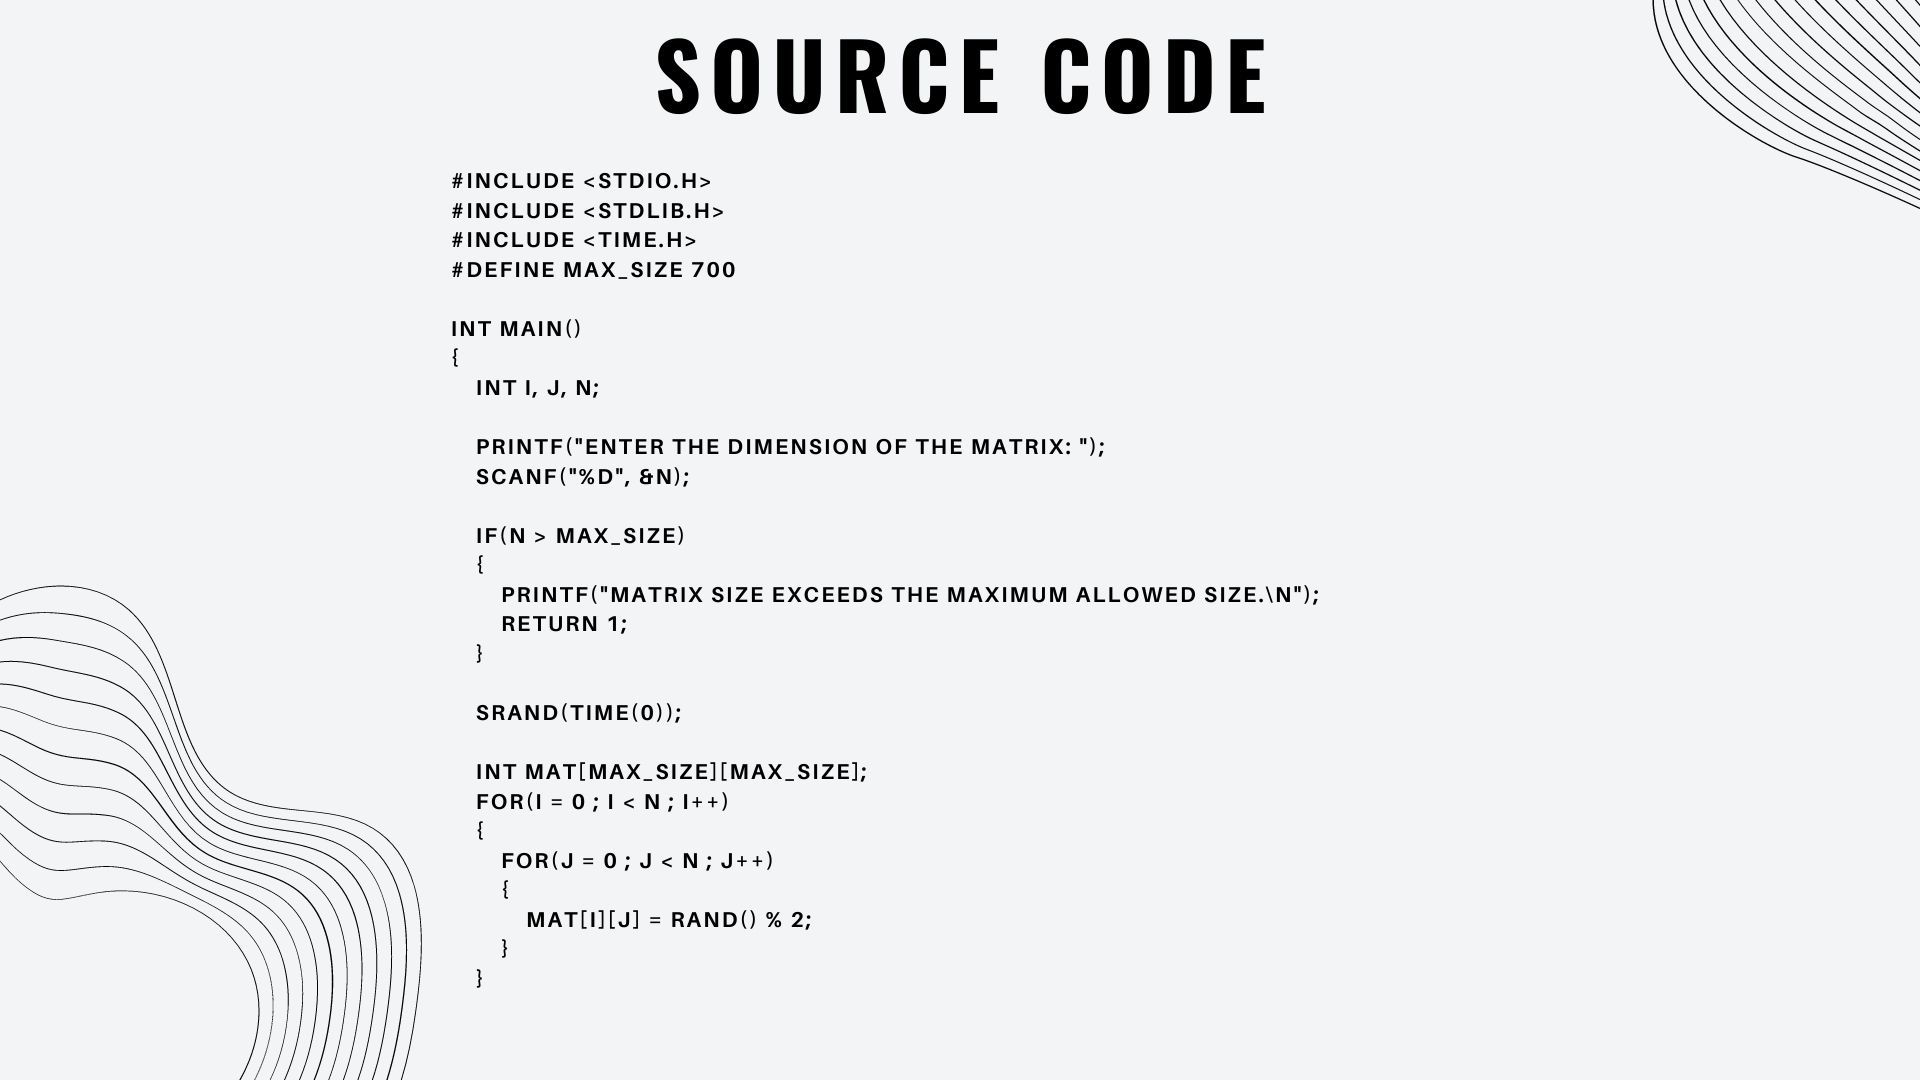 SOURCE CODE
#INCLUDE <STDIO.H>
#INCLUDE <STDLIB.H>
#INCLUDE <TIME.H>
#DEFINE MAX_SIZE 700
INT MAIN()
{
INT I, J, N;
PRINTF("ENTER THE DIMENSION OF THE MATRIX: ");
SCANF("%D", &N);
IF(N > MAX_SIZE)
{
PRINTF("MATRIX SIZE EXCEEDS THE MAXIMUM ALLOWED SIZE.\N");
RETURN 1;
}
SRAND(TIME(0));
INT MAT[MAX_SIZE][MAX_SIZE];
FOR(I = 0 ; I < N ; I++)
{
FOR(J = 0 ; J < N ; J++)
{
MAT[I][J] = RAND() % 2;
}
}